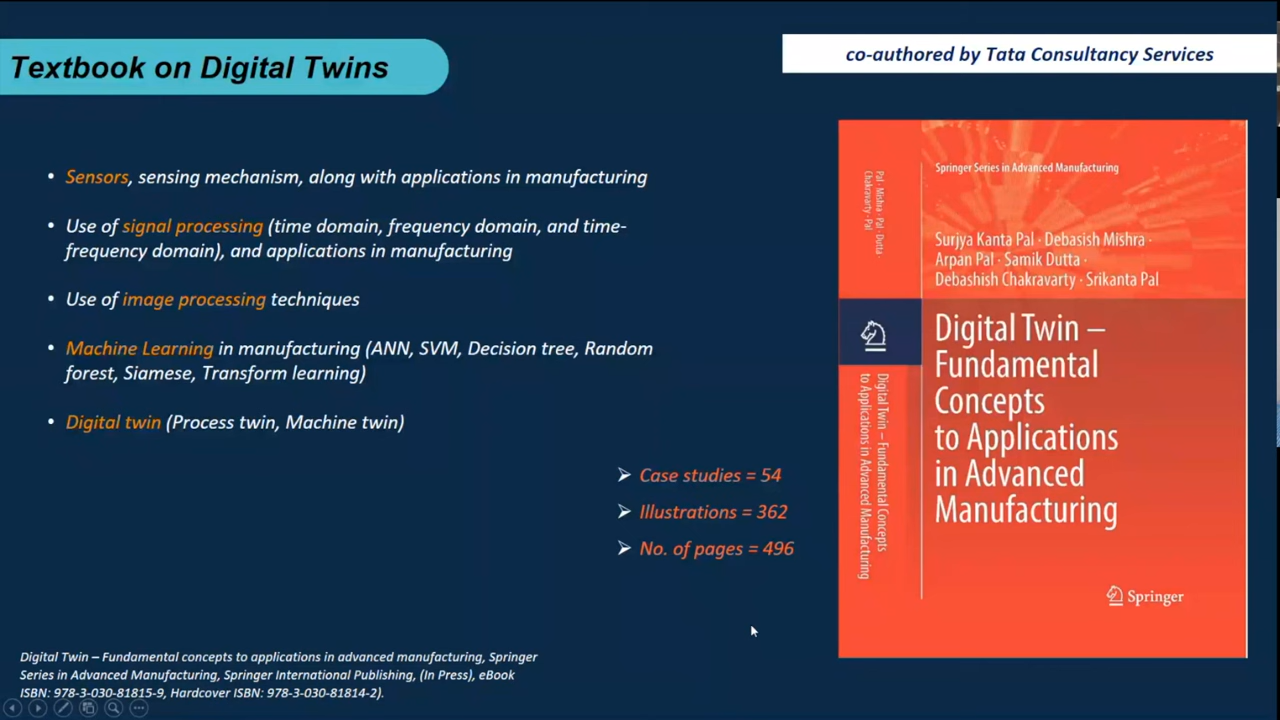 Textbook on Digital Twins
co-authored by Tata Consultancy Services
• Sensors, sensing mechanism, along with applications in manufacturing
• Use of signal processing (time domain, frequency domain, and time-
frequency domain), and applications in manufacturing
• Use of image processing techniques
• Machine Learning in manufacturing (ANN, SVM, Decision tree, Random
forest, Siamese, Transform learning)
• Digital twin (Process twin, Machine twin)
➢ Case studies = 54
➢ Illustrations = 362
➢ No. of pages = 496
Pal · Mishra · Pal · Dutta ·
Chakravarty · Pal
Digital Twin – Fundamental Concepts
to Applications in Advanced Manufacturing
Springer Series in Advanced Manufacturing
Surjya Kanta Pal · Debasish Mishra ·
Arpan Pal · Samik Dutta ·
Debashish Chakravarty · Srikanta Pal
Digital Twin –
Fundamental
Concepts
to Applications
in Advanced
Manufacturing
Springer
Digital Twin – Fundamental concepts to applications in advanced manufacturing, Springer
Series in Advanced Manufacturing, Springer International Publishing, (In Press), eBook
ISBN: 978-3-030-81815-9, Hardcover ISBN: 978-3-030-81814-2).